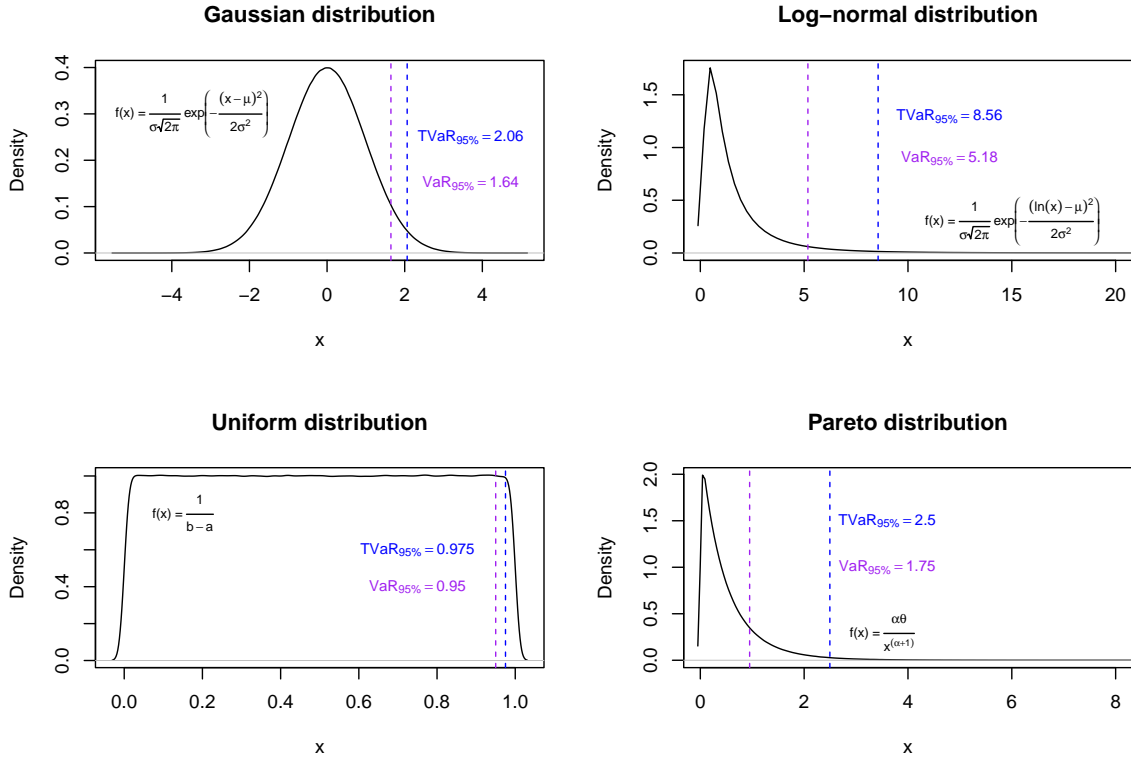 Gaussian distribution
f(x) = 1/(σ√2π) exp(−(x−μ)²/(2σ²))
TVaR95% = 2.06
VaR95% = 1.64
Density
0.0 0.1 0.2 0.3 0.4
−4 −2 0 2 4
x
Log−normal distribution
TVaR95% = 8.56
VaR95% = 5.18
f(x) = 1/(σ√2π) exp(−(ln(x)−μ)²/(2σ²))
Density
0.0 0.5 1.0 1.5
0 5 10 15 20
x
Uniform distribution
f(x) = 1/(b−a)
TVaR95% = 0.975
VaR95% = 0.95
Density
0.0 0.4 0.8
0.0 0.2 0.4 0.6 0.8 1.0
x
Pareto distribution
TVaR95% = 2.5
VaR95% = 1.75
f(x) = αθ/x^(α+1)
Density
0.0 0.5 1.0 1.5 2.0
0 2 4 6 8
x